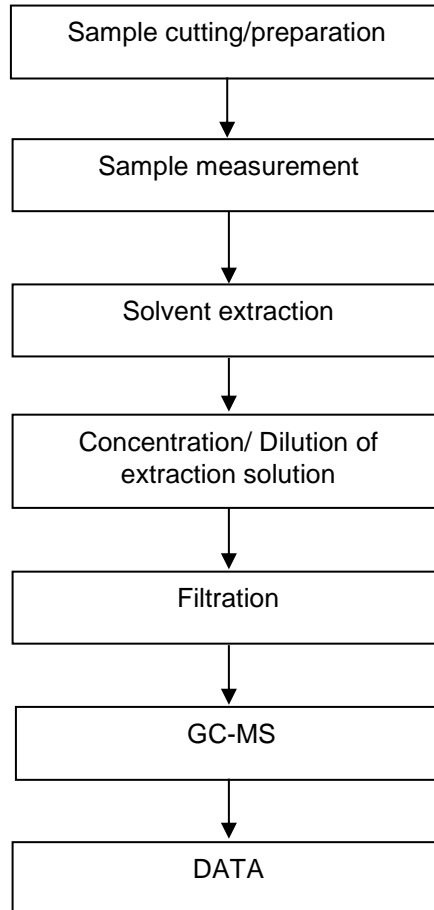 Sample cutting/preparation
Sample measurement
Solvent extraction
Concentration/ Dilution of
extraction solution
Filtration
GC-MS
DATA